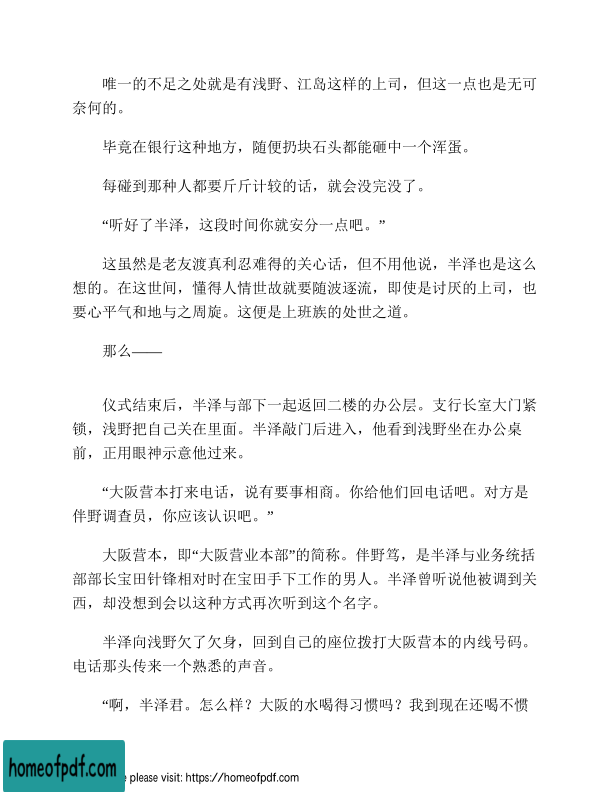 唯一的不足之处就是有浅野、江岛这样的上司，但这一点也是无可
奈何的。
毕竟在银行这种地方，随便扔块石头都能砸中一个浑蛋。
每碰到那种人都要斤斤计较的话，就会没完没了。
“听好了半泽，这段时间你就安分一点吧。”
这虽然是老友渡真利忍难得的关心话，但不用他说，半泽也是这么
想的。在这世间，懂得人情世故就要随波逐流，即使是讨厌的上司，也
要心平气和地与之周旋。这便是上班族的处世之道。
那么——
仪式结束后，半泽与部下一起返回二楼的办公层。支行长室大门紧
锁，浅野把自己关在里面。半泽敲门后进入，他看到浅野坐在办公桌
前，正用眼神示意他过来。
“大阪营本打来电话，说有要事相商。你给他们回电话吧。对方是
伴野调查员，你应该认识吧。”
大阪营本，即“大阪营业本部”的简称。伴野笃，是半泽与业务统括
部部长宝田针锋相对时在宝田手下工作的男人。半泽曾听说他被调到关
西，却没想到会以这种方式再次听到这个名字。
半泽向浅野欠了欠身，回到自己的座位拨打大阪营本的内线号码。
电话那头传来一个熟悉的声音。
“啊，半泽君。怎么样？大阪的水喝得习惯吗？我到现在还喝不惯
homeofpdf.com
e please visit: https://homeofpdf.com